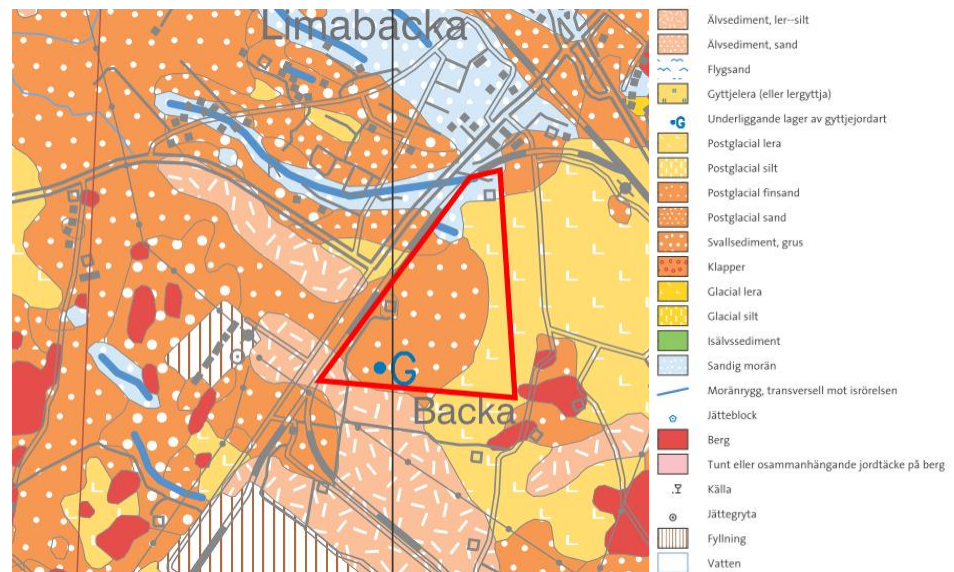 Limabacka
G
Backa
L
Älvsediment, ler--silt
Älvsediment, sand
Flygsand
Gyttjelera (eller lergyttja)
G
Underliggande lager av gyttjejordart
Postglacial lera
Postglacial silt
Postglacial finsand
Postglacial sand
Svallsediment, grus
Klapper
Glacial lera
Glacial silt
Isälvssediment
Sandig morän
Moränrygg, transversell mot isrörelsen
Jätteblock
Berg
Tunt eller osammanhängande jordtäcke på berg
Källa
Jättegryta
Fyllning
Vatten